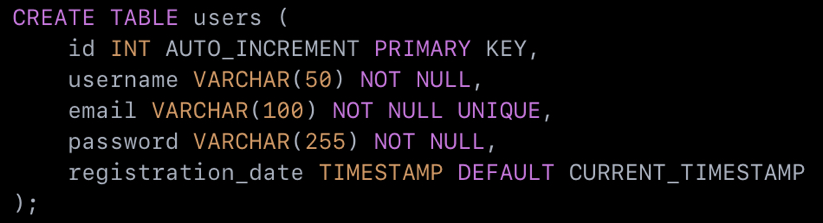 CREATE TABLE users (
    id INT AUTO_INCREMENT PRIMARY KEY,
    username VARCHAR(50) NOT NULL,
    email VARCHAR(100) NOT NULL UNIQUE,
    password VARCHAR(255) NOT NULL,
    registration_date TIMESTAMP DEFAULT CURRENT_TIMESTAMP
);